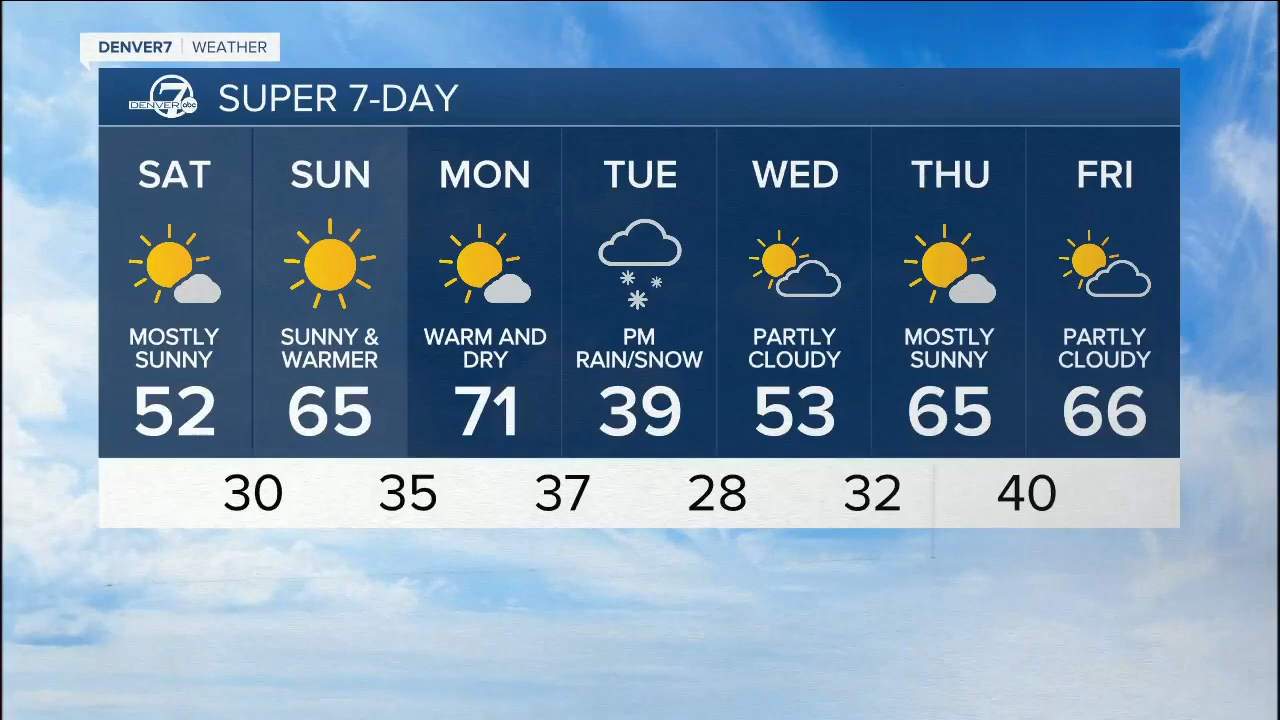 DENVER7 | WEATHER
7
DENVER abc
SUPER 7-DAY
SAT SUN MON TUE WED THU FRI
MOSTLY SUNNY & WARM AND PM PARTLY MOSTLY PARTLY
SUNNY WARMER DRY RAIN/SNOW CLOUDY SUNNY CLOUDY
52 65 71 39 53 65 66
30 35 37 28 32 40